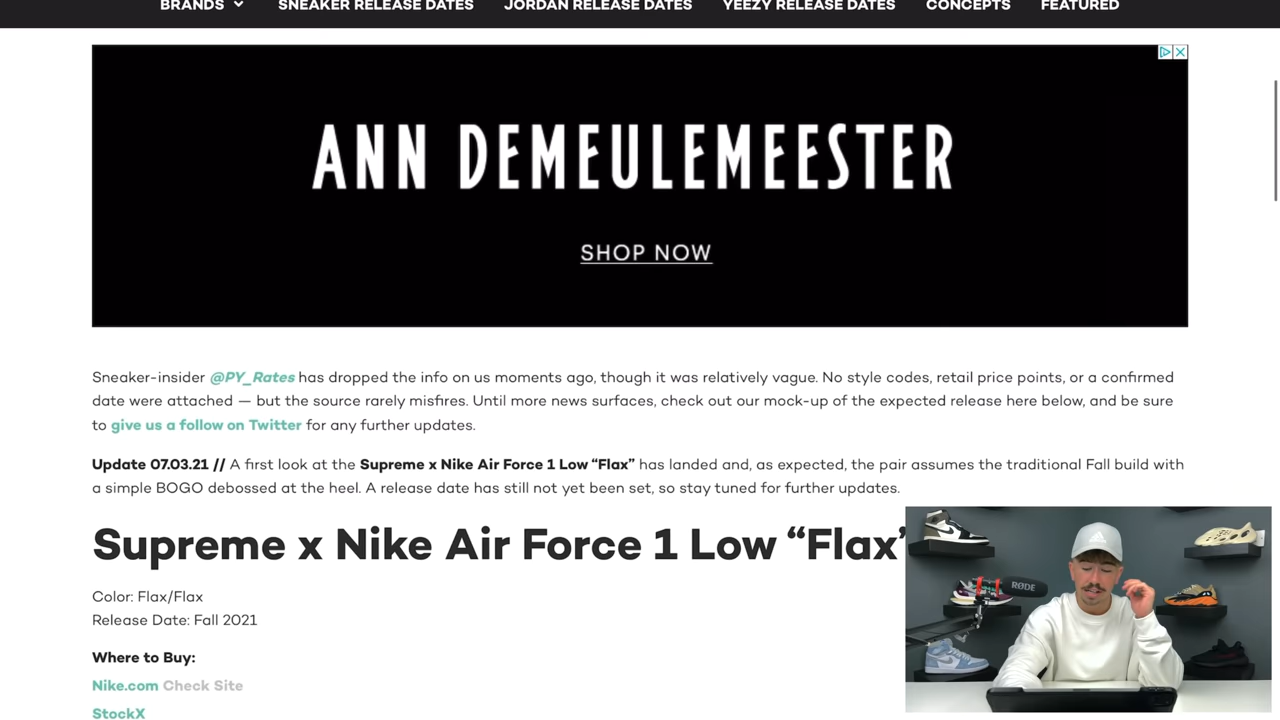 BRANDS SNEAKER RELEASE DATES JORDAN RELEASE DATES YEEZY RELEASE DATES CONCEPTS FEATURED
ANN DEMEULEMEESTER
SHOP NOW
Sneaker-insider @PY_Rates has dropped the info on us moments ago, though it was relatively vague. No style codes, retail price points, or a confirmed
date were attached — but the source rarely misfires. Until more news surfaces, check out our mock-up of the expected release here below, and be sure
to give us a follow on Twitter for any further updates.
Update 07.03.21 // A first look at the Supreme x Nike Air Force 1 Low “Flax” has landed and, as expected, the pair assumes the traditional Fall build with
a simple BOGO debossed at the heel. A release date has still not yet been set, so stay tuned for further updates.
Supreme x Nike Air Force 1 Low “Flax”
Color: Flax/Flax
Release Date: Fall 2021
Where to Buy:
Nike.com Check Site
StockX
RØDE